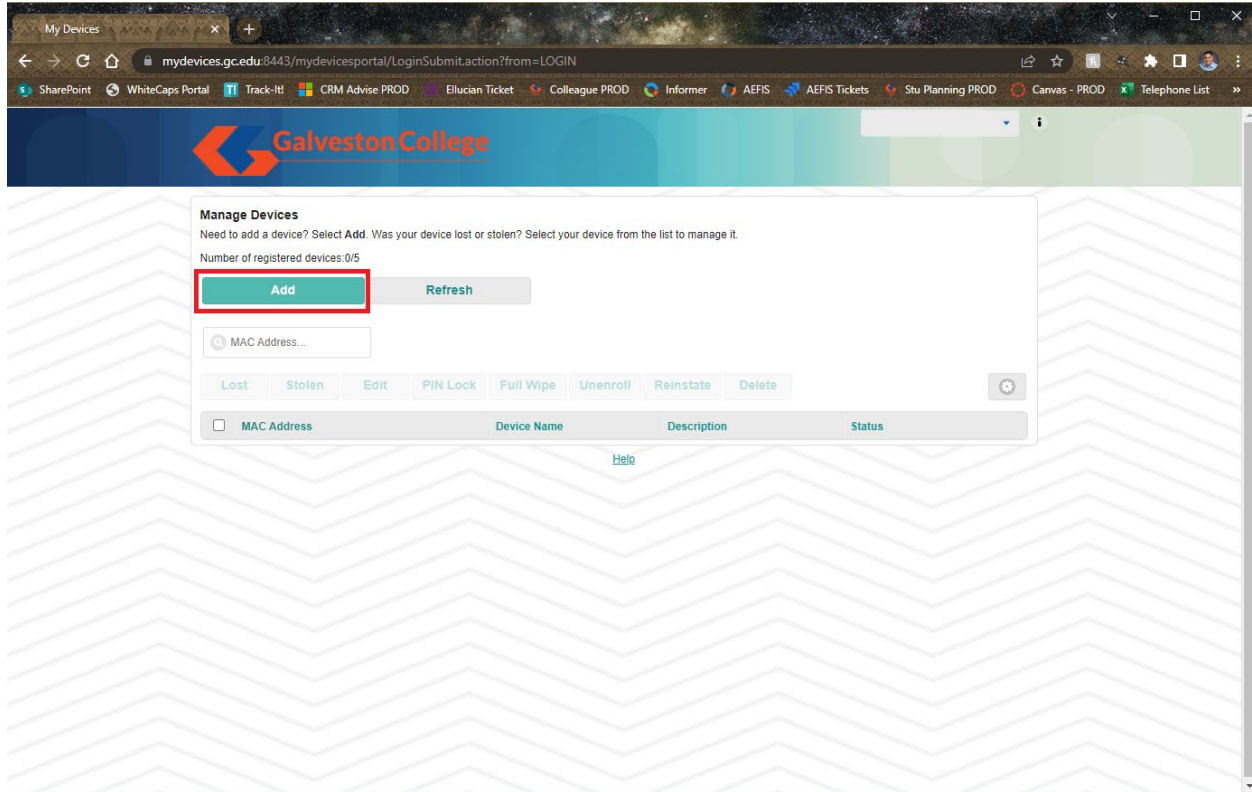 My Devices
mydevices.gc.edu:8443/mydevicesportal/LoginSubmit.action?from=LOGIN
SharePoint WhiteCaps Portal Track-It! CRM Advise PROD Ellucian Ticket Colleague PROD Informer AEFIS AEFIS Tickets Stu Planning PROD Canvas - PROD Telephone List »
Galveston College
Manage Devices
Need to add a device? Select Add. Was your device lost or stolen? Select your device from the list to manage it.
Number of registered devices:0/5
Add Refresh
MAC Address...
Lost Stolen Edit PIN Lock Full Wipe Unenroll Reinstate Delete
MAC Address Device Name Description Status
Help